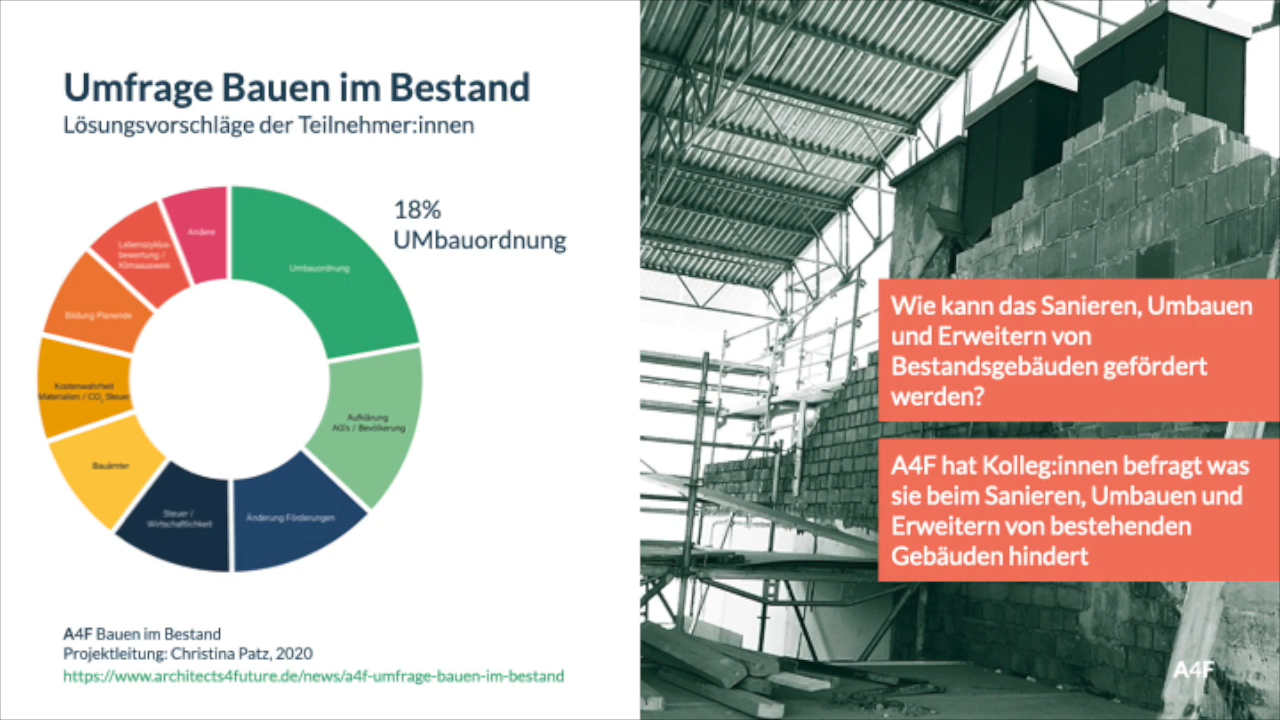 Umfrage Bauen im Bestand
Lösungsvorschläge der Teilnehmer:innen
18%
UMbauordnung
Andere
Umbauordnung
Lebenszyklus-
bewertung /
Klimaausweis
Bildung Planende
Kostenwahrheit
Materialien / CO₂ Steuer
Aufklärung
AG's / Bevölkerung
Bauämter
Steuer /
Wirtschaftlichkeit
Änderung Förderungen
A4F Bauen im Bestand
Projektleitung: Christina Patz, 2020
https://www.architects4future.de/news/a4f-umfrage-bauen-im-bestand
Wie kann das Sanieren, Umbauen
und Erweitern von
Bestandsgebäuden gefördert
werden?
A4F hat Kolleg:innen befragt was
sie beim Sanieren, Umbauen und
Erweitern von bestehenden
Gebäuden hindert
A4F